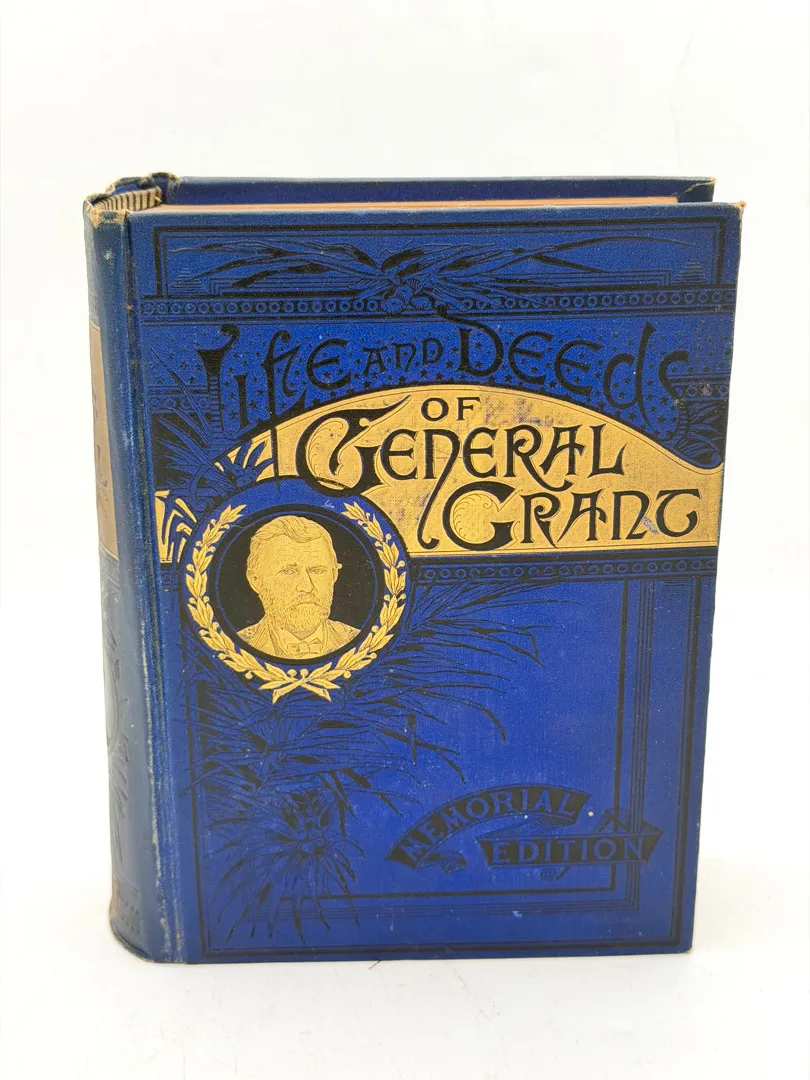 Life and Deeds
of
General
Grant
Memorial
Edition